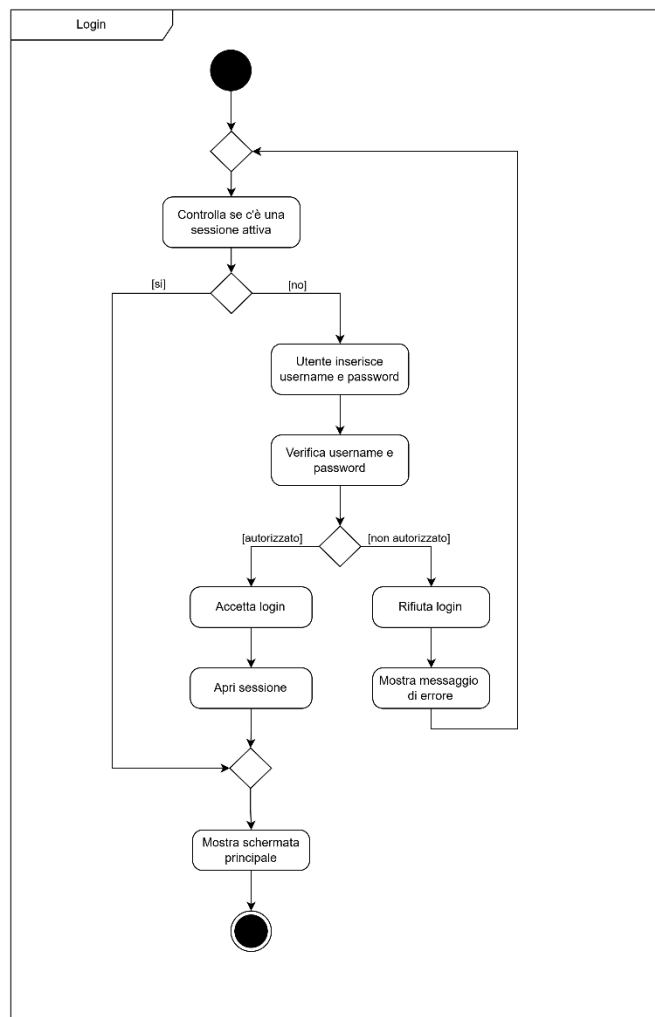 Login
Controlla se c'è una
sessione attiva
[si]
[no]
Utente inserisce
username e password
Verifica username e
password
[autorizzato]
[non autorizzato]
Accetta login
Rifiuta login
Apri sessione
Mostra messaggio
di errore
Mostra schermata
principale